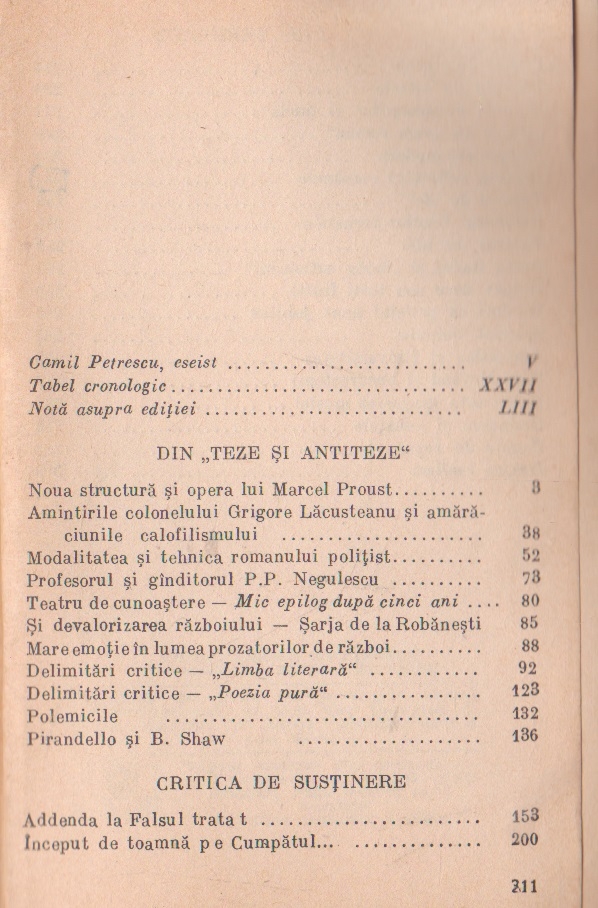 Camil Petrescu, eseist .......................... V
Tabel cronologic ................................ XXVII
Notă asupra ediției ............................ LIII
DIN „TEZE ȘI ANTITEZE“
Noua structură și opera lui Marcel Proust .......... 3
Amintirile colonelului Grigore Lăcusteanu și amără-
ciunile calofilismului ...................... 38
Modalitatea și tehnica romanului polițist .......... 52
Profesorul și gînditorul P.P. Negulescu .......... 73
Teatru de cunoaștere — Mic epilog după cinci ani .... 80
Și devalorizarea războiului — Șarja de la Robănești 85
Mare emoție în lumea prozatorilor de război .......... 88
Delimitări critice — „Limba literară“ ............ 92
Delimitări critice — „Poezia pură“ ................ 123
Polemicile .................................. 132
Pirandello și B. Shaw .................... 136
CRITICA DE SUSȚINERE
Addenda la Falsul tratat ........................ 153
Început de toamnă pe Cumpătul... .............. 200
211